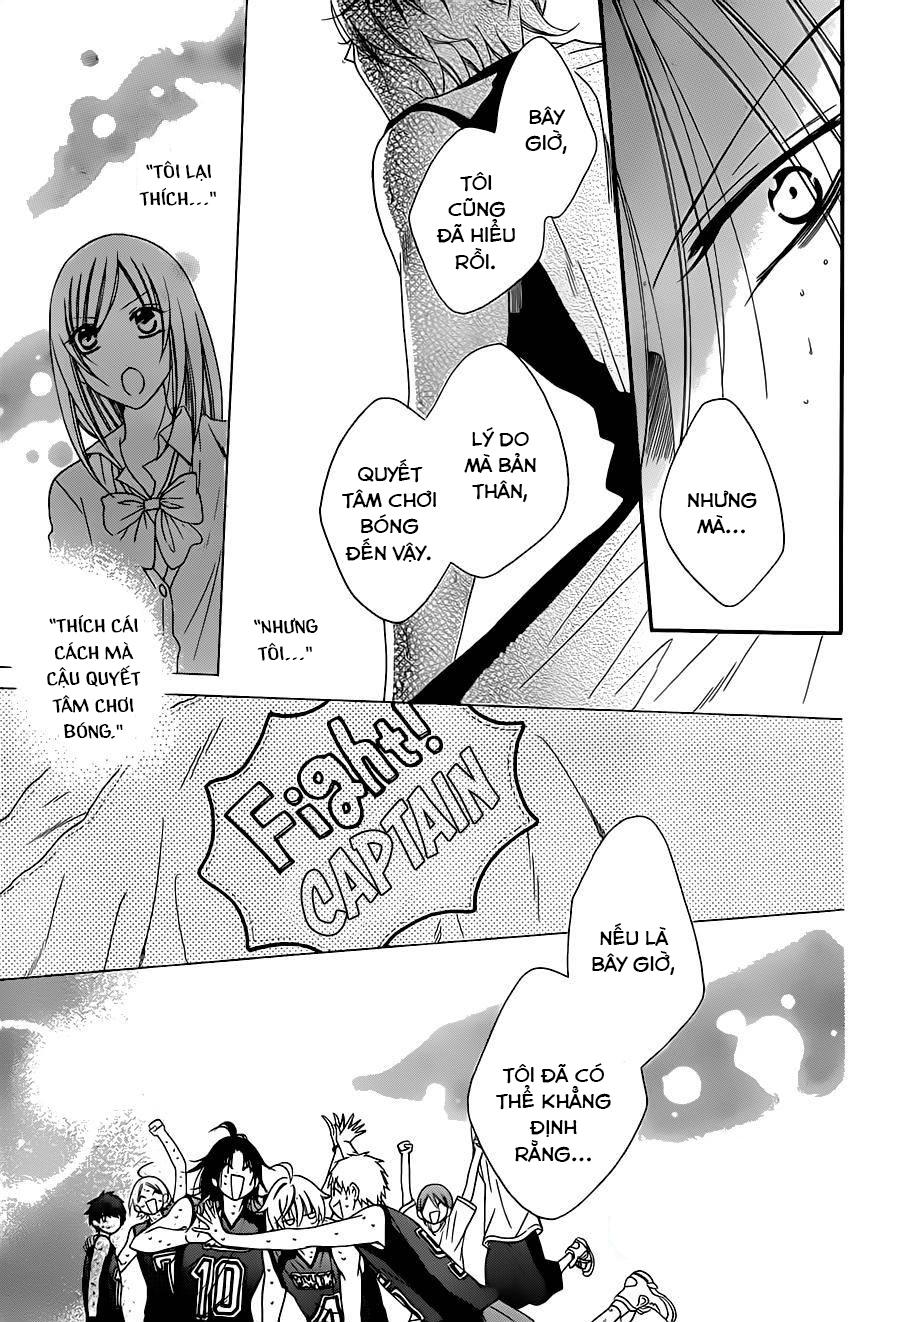 NHƯNG
MÀ...
BÂY
GIỜ,
TÔI
CŨNG
ĐÃ HIỂU
RỒI.
LÝ DO
MÀ BẢN
THÂN,
QUYẾT
TÂM CHƠI
BÓNG
ĐẾN VẬY.
"NHƯNG
TÔI..."
"TÔI LẠI
THÍCH..."
"THÍCH CÁI
CÁCH MÀ
CẬU QUYẾT
TÂM CHƠI
BÓNG."
Fight!
CAPTAIN
NẾU LÀ
BÂY GIỜ,
TÔI ĐÃ CÓ
THỂ KHẲNG
ĐỊNH
RẰNG...
7
10
4